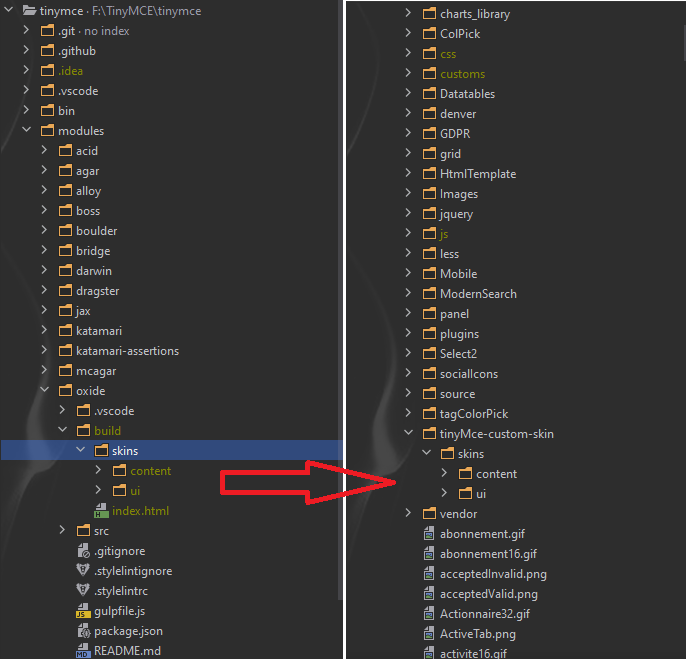 tinymce · F:\TinyMCE\tinymce
.git · no index
.github
.idea
.vscode
bin
modules
acid
agar
alloy
boss
boulder
bridge
darwin
dragster
jax
katamari
katamari-assertions
mcagar
oxide
.vscode
build
skins
content
ui
index.html
src
.gitignore
.stylelintignore
.stylelintrc
gulpfile.js
package.json
README.md
charts_library
ColPick
css
customs
Datatables
denver
GDPR
grid
HtmlTemplate
Images
jquery
js
less
Mobile
ModernSearch
panel
plugins
Select2
socialIcons
source
tagColorPick
tinyMce-custom-skin
skins
content
ui
vendor
abonnement.gif
abonnement16.gif
acceptedInvalid.png
acceptedValid.png
Actionnaire32.gif
ActiveTab.png
activite16.gif